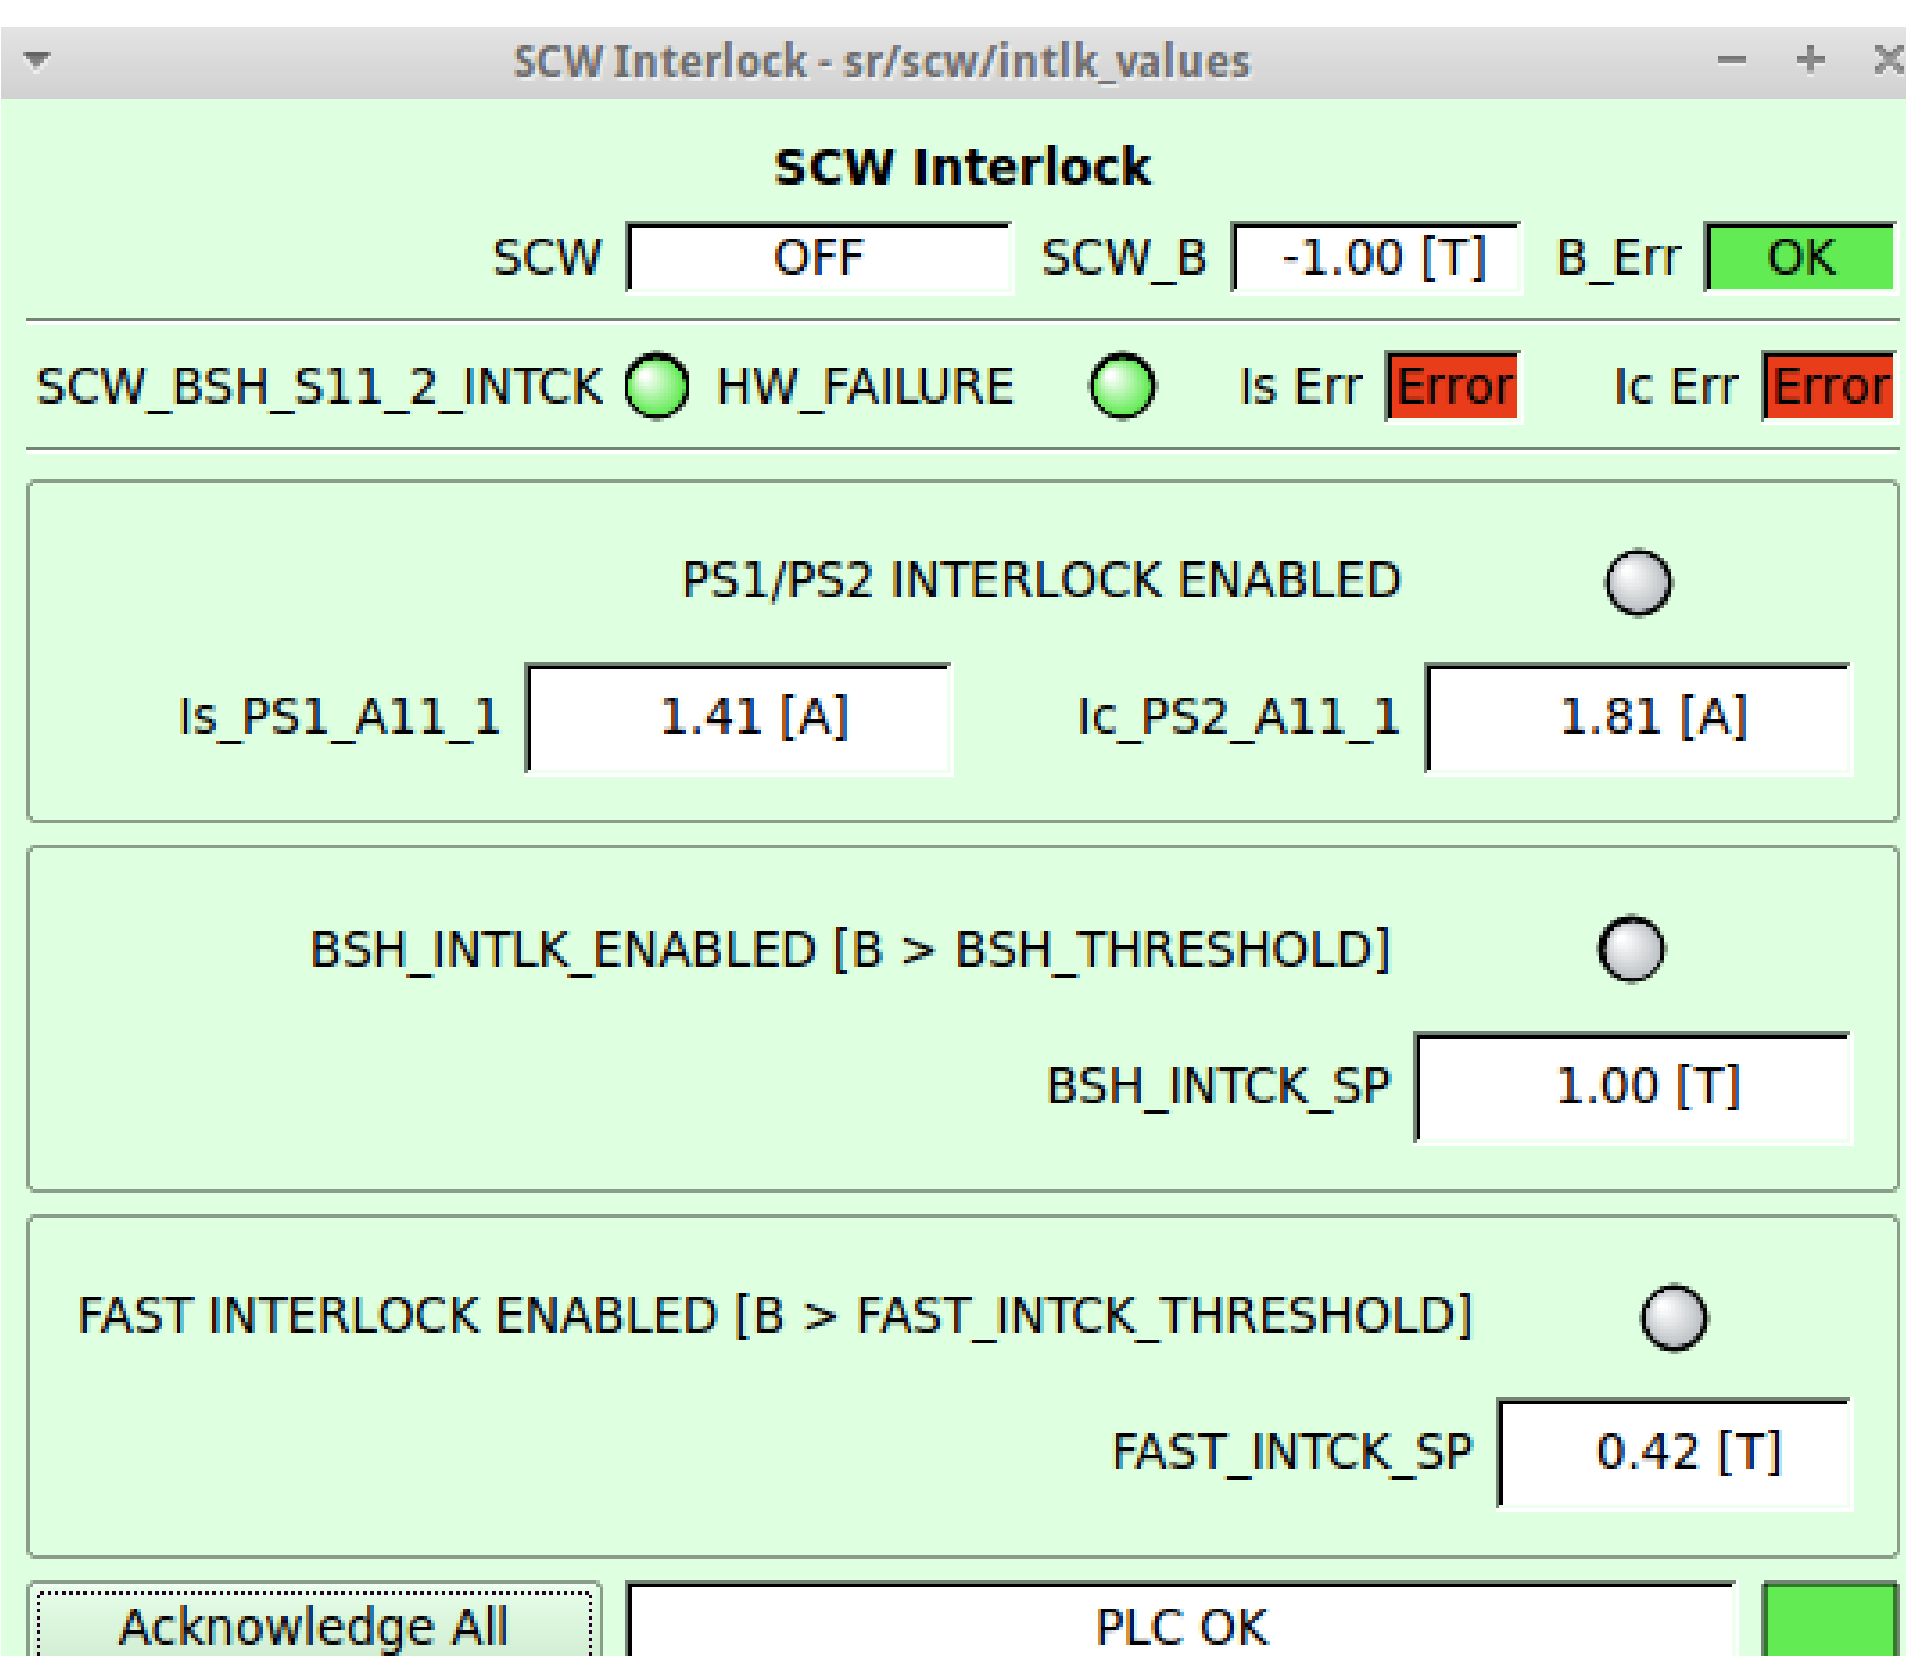 SCW Interlock - sr/scw/intlk_values
SCW Interlock
SCW OFF SCW_B -1.00 [T] B_Err OK
SCW_BSH_S11_2_INTCK HW_FAILURE Is Err Error Ic Err Error
PS1/PS2 INTERLOCK ENABLED
Is_PS1_A11_1 1.41 [A] Ic_PS2_A11_1 1.81 [A]
BSH_INTLK_ENABLED [B > BSH_THRESHOLD]
BSH_INTCK_SP 1.00 [T]
FAST INTERLOCK ENABLED [B > FAST_INTCK_THRESHOLD]
FAST_INTCK_SP 0.42 [T]
Acknowledge All PLC OK